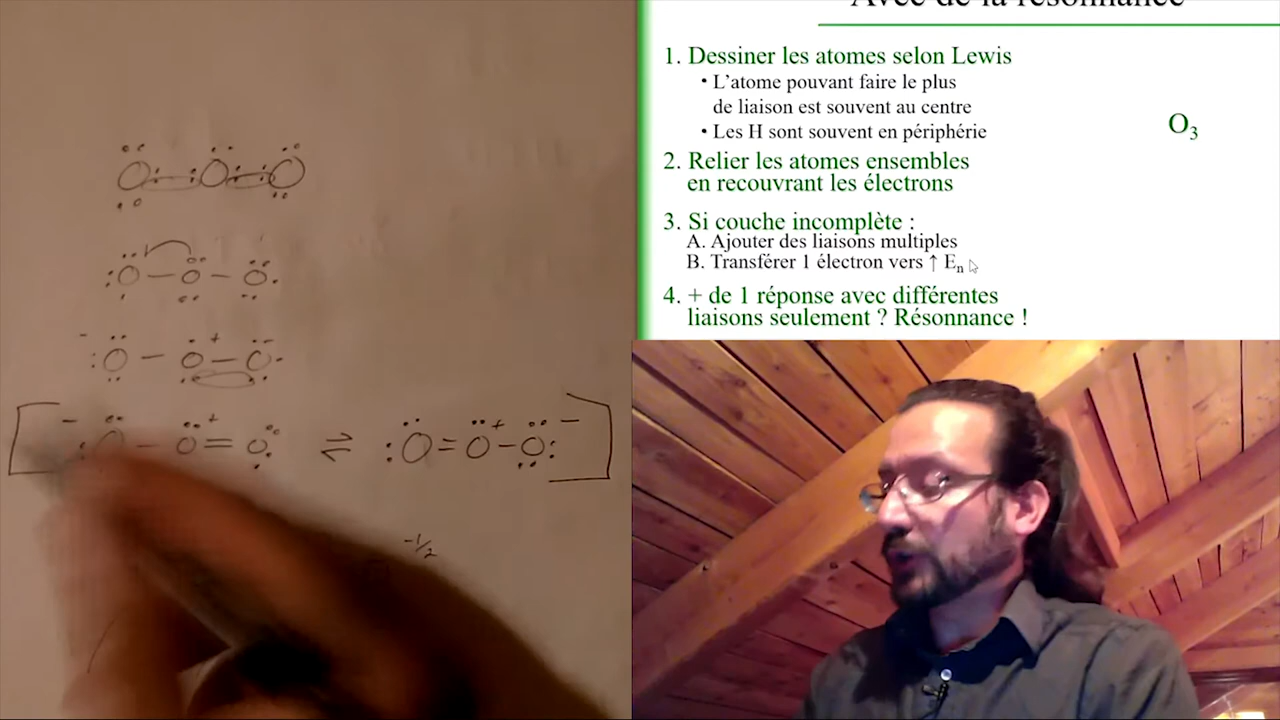 Avec de la résonnance
1. Dessiner les atomes selon Lewis
• L'atome pouvant faire le plus
de liaison est souvent au centre
• Les H sont souvent en périphérie
O₃
2. Relier les atomes ensembles
en recouvrant les électrons
3. Si couche incomplète :
A. Ajouter des liaisons multiples
B. Transférer 1 électron vers ↑ Eₙ
4. + de 1 réponse avec différentes
liaisons seulement ? Résonnance !
O O O
O — O — O
- O — O + — O
[ - O — O + = O ⇌ O = O + — O - ]
-1/2